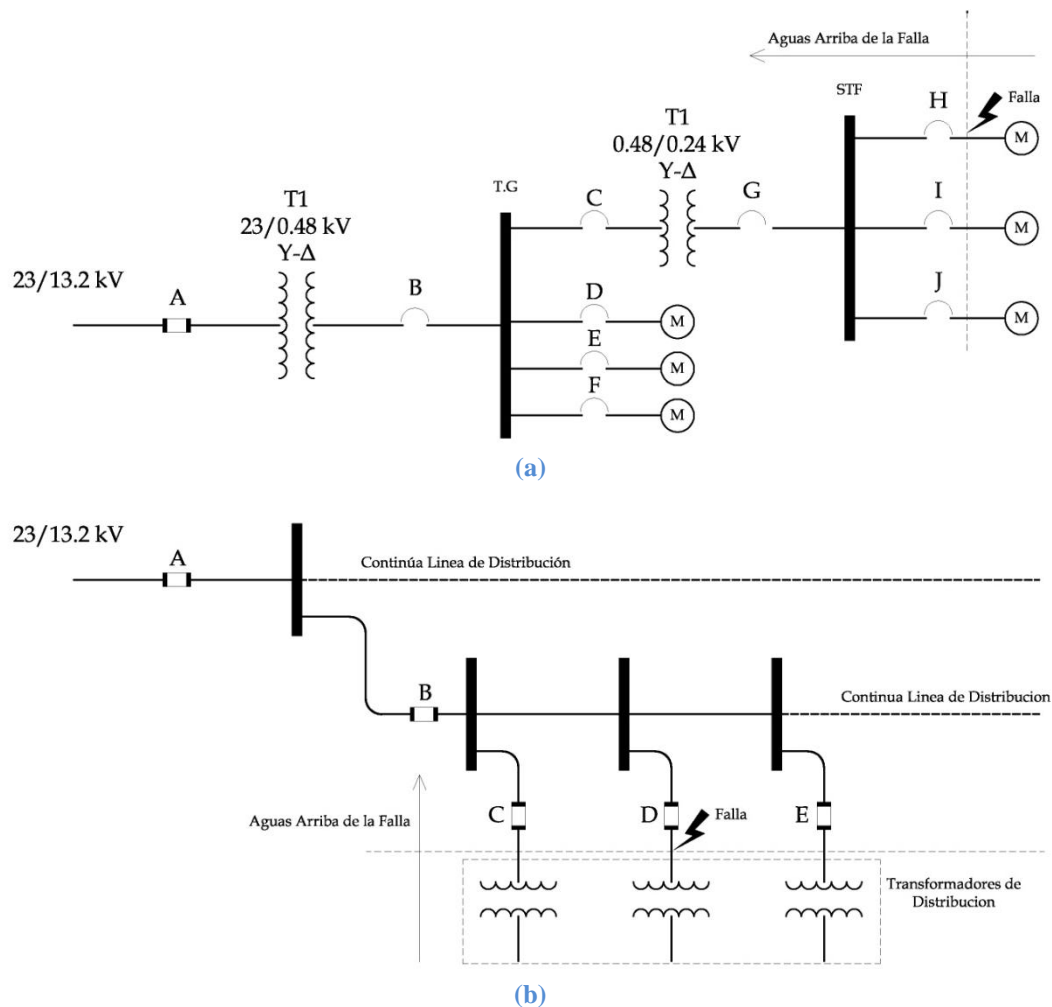 Aguas Arriba de la Falla
STF
H
Falla
M
T1
0.48/0.24 kV
Y-Δ
T.G
C
G
I
M
T1
23/0.48 kV
Y-Δ
23/13.2 kV
A
B
D
M
J
M
E
M
F
M
(a)
23/13.2 kV
A
Continúa Linea de Distribución
B
Continua Linea de Distribucion
Aguas Arriba de la Falla
C
D
Falla
E
Transformadores de
Distribucion
(b)